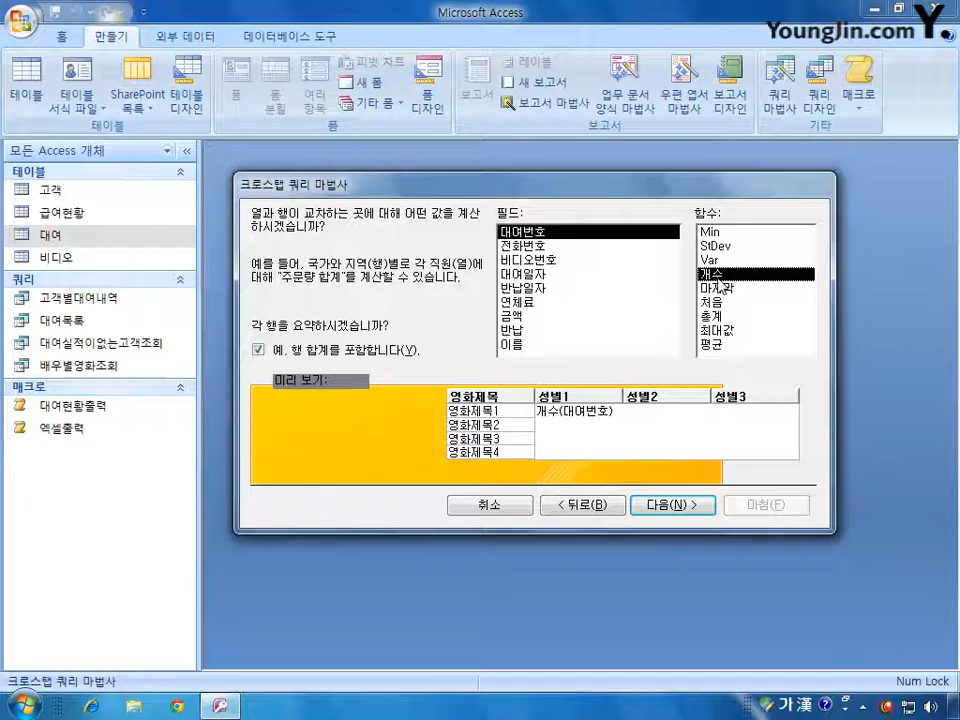 Microsoft Access
YoungJin.com Y.
홈 만들기 외부 데이터 데이터베이스 도구
테이블
테이블 서식 파일
SharePoint 목록
테이블 디자인
테이블
폼
폼 분할
여러 항목
피벗 차트
새 폼
기타 폼
폼 디자인
폼
보고서
레이블
새 보고서
보고서 마법사
업무 문서 양식 마법사
우편 엽서 마법사
보고서 디자인
보고서
쿼리 마법사
쿼리 디자인
매크로
기타
모든 Access 개체
테이블
고객
급여현황
대여
비디오
쿼리
고객별대여내역
대여목록
대여실적이없는고객조회
배우별영화조회
매크로
대여현황출력
엑셀출력
크로스탭 쿼리 마법사
열과 행이 교차하는 곳에 대해 어떤 값을 계산
하시겠습니까?
예를 들어, 국가와 지역(행)별로 각 직원(열)에
대해 "주문량 합계"를 계산할 수 있습니다.
각 행을 요약하시겠습니까?
예, 행 합계를 포함합니다(Y).
필드:
대여번호
전화번호
비디오번호
대여일자
반납일자
연체료
금액
반납
이름
함수:
Min
StDev
Var
개수
마지막
처음
총계
최대값
평균
미리 보기:
영화제목 성별1 성별2 성별3
영화제목1 개수(대여번호)
영화제목2
영화제목3
영화제목4
취소 < 뒤로(B) 다음(N) > 마침(F)
크로스탭 쿼리 마법사 Num Lock
가 漢